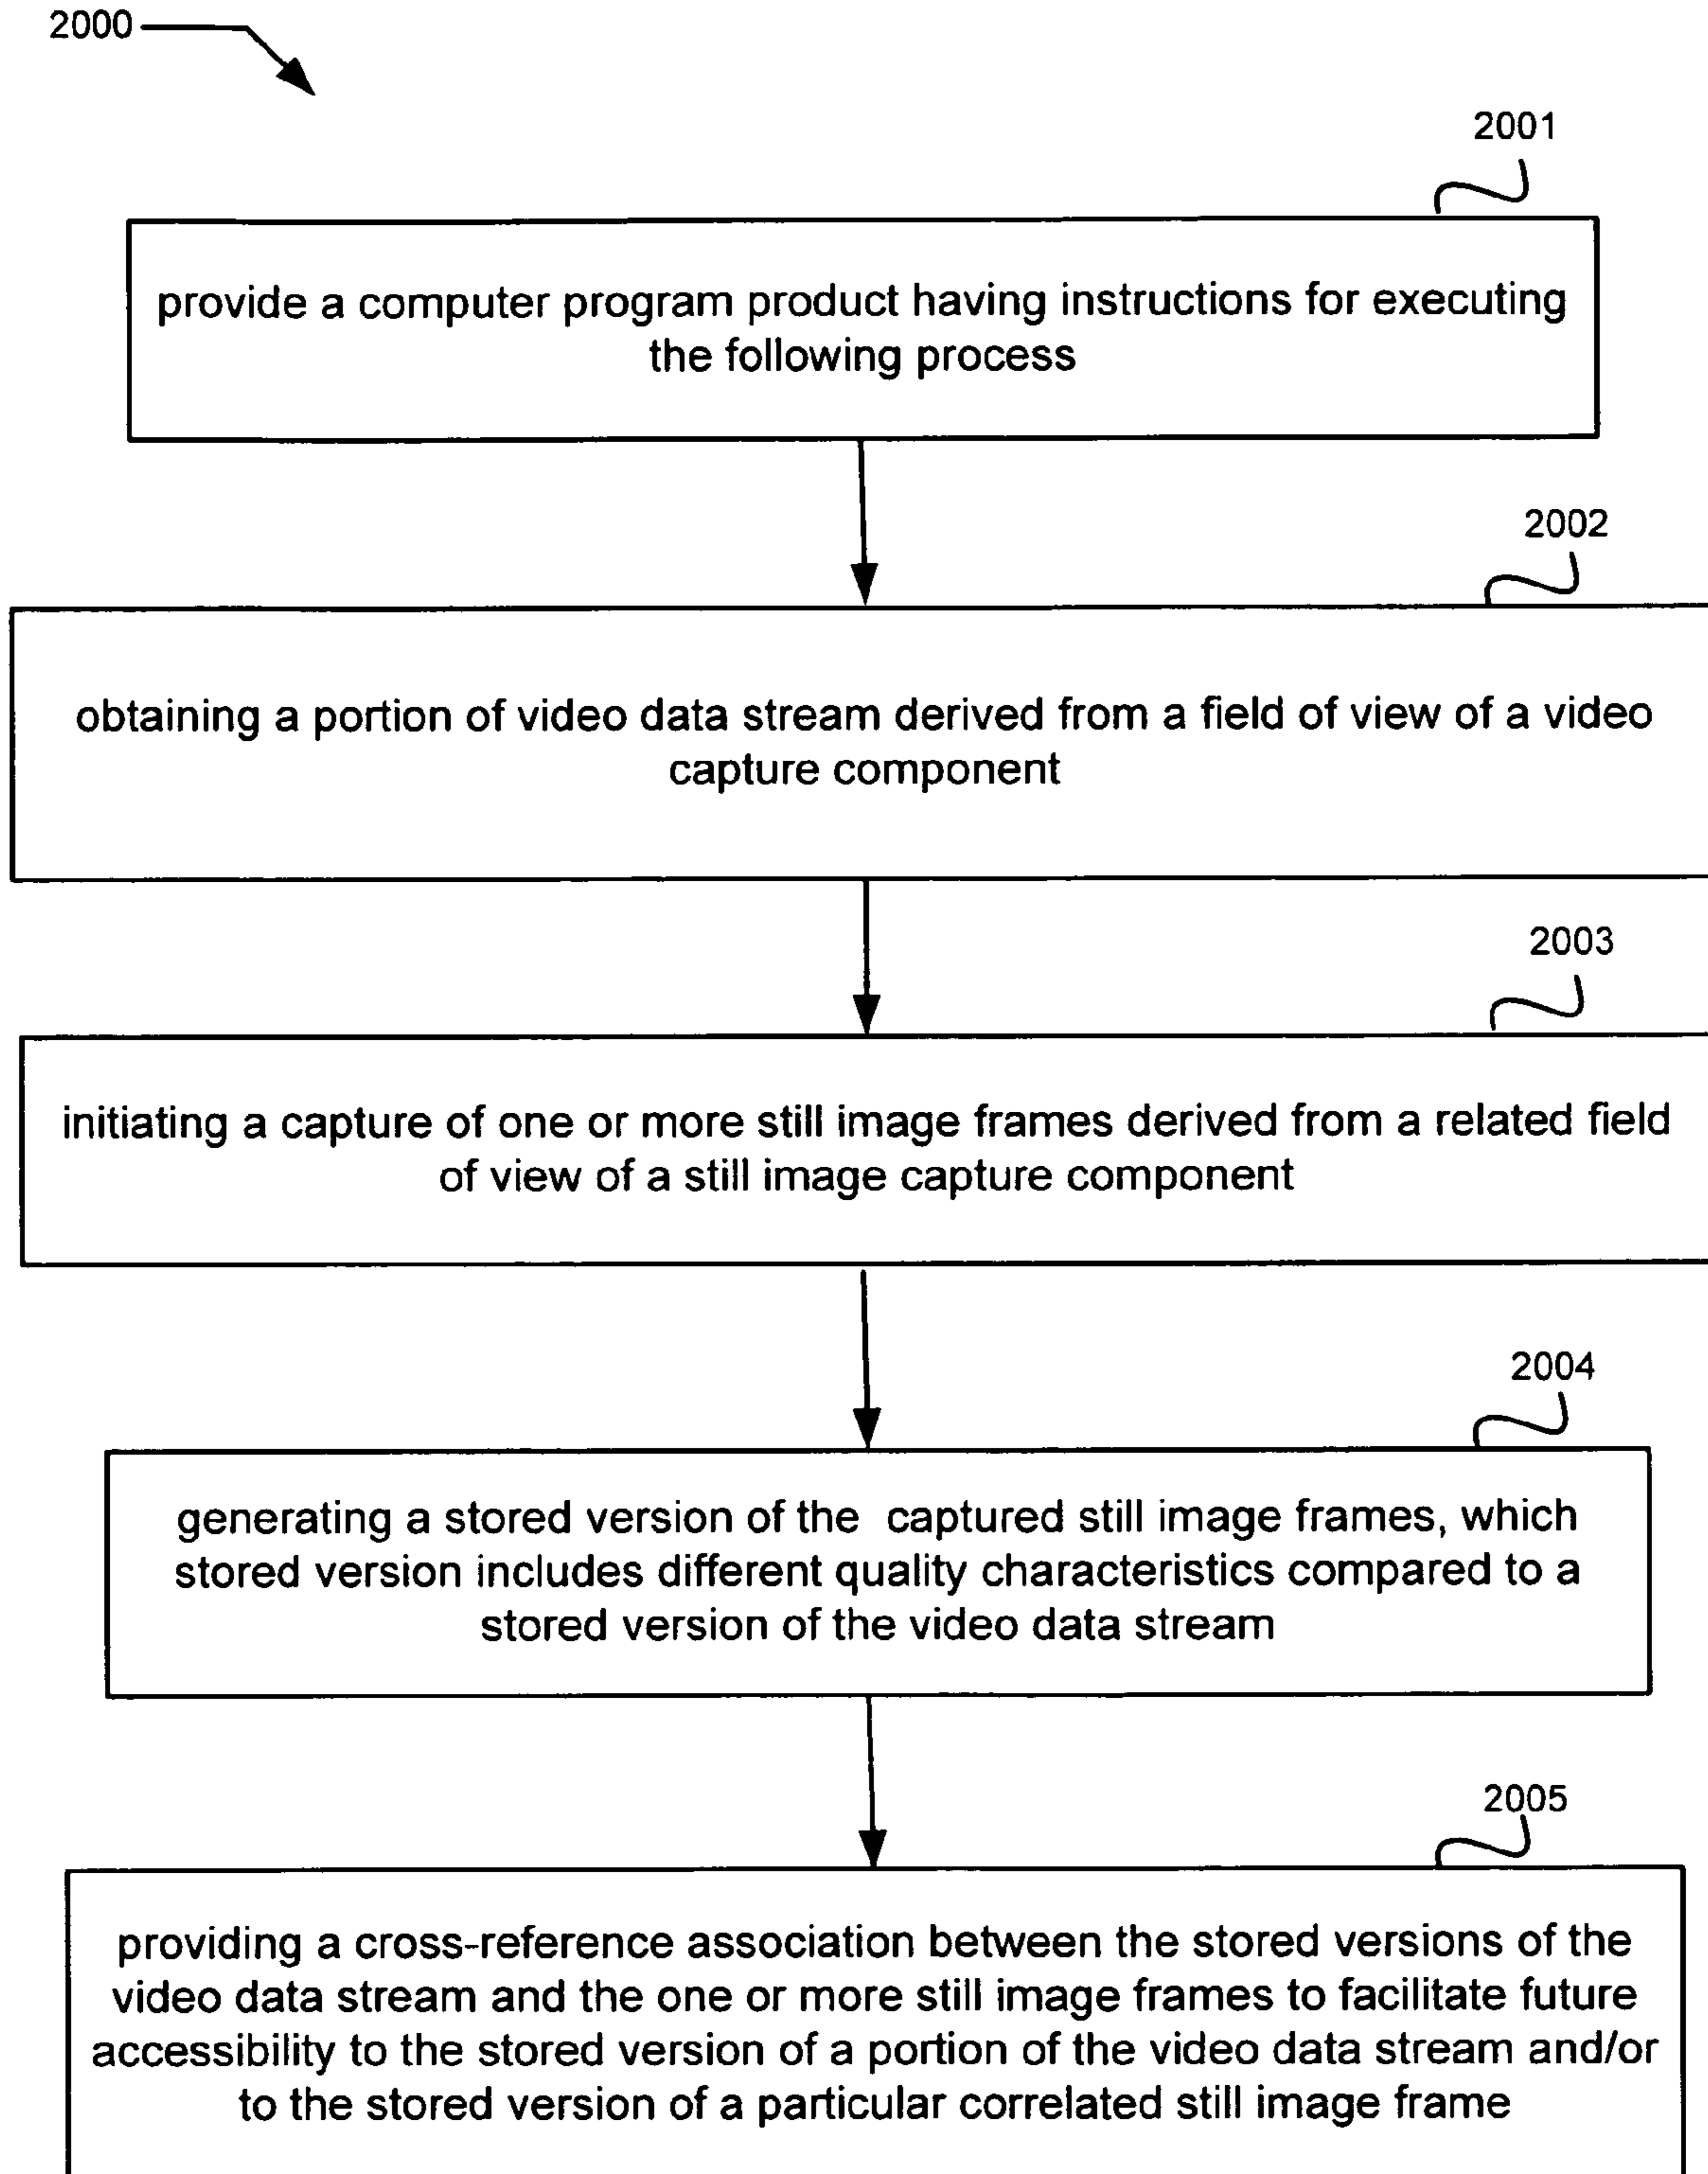 2000
2001
provide a computer program product having instructions for executing
the following process
2002
obtaining a portion of video data stream derived from a field of view of a video
capture component
2003
initiating a capture of one or more still image frames derived from a related field
of view of a still image capture component
2004
generating a stored version of the captured still image frames, which
stored version includes different quality characteristics compared to a
stored version of the video data stream
2005
providing a cross-reference association between the stored versions of the
video data stream and the one or more still image frames to facilitate future
accessibility to the stored version of a portion of the video data stream and/or
to the stored version of a particular correlated still image frame